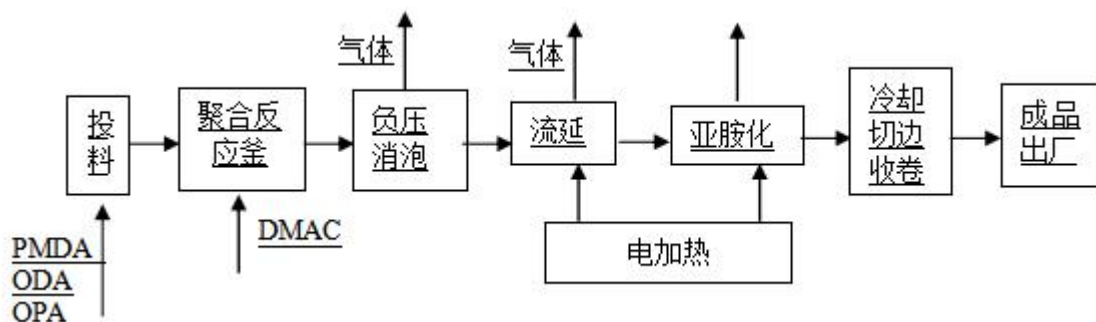 气体
气体
投
料
聚合反
应釜
负压
消泡
流延
亚胺化
冷却
切边
收卷
成品
出厂
PMDA
ODA
OPA
DMAC
电加热